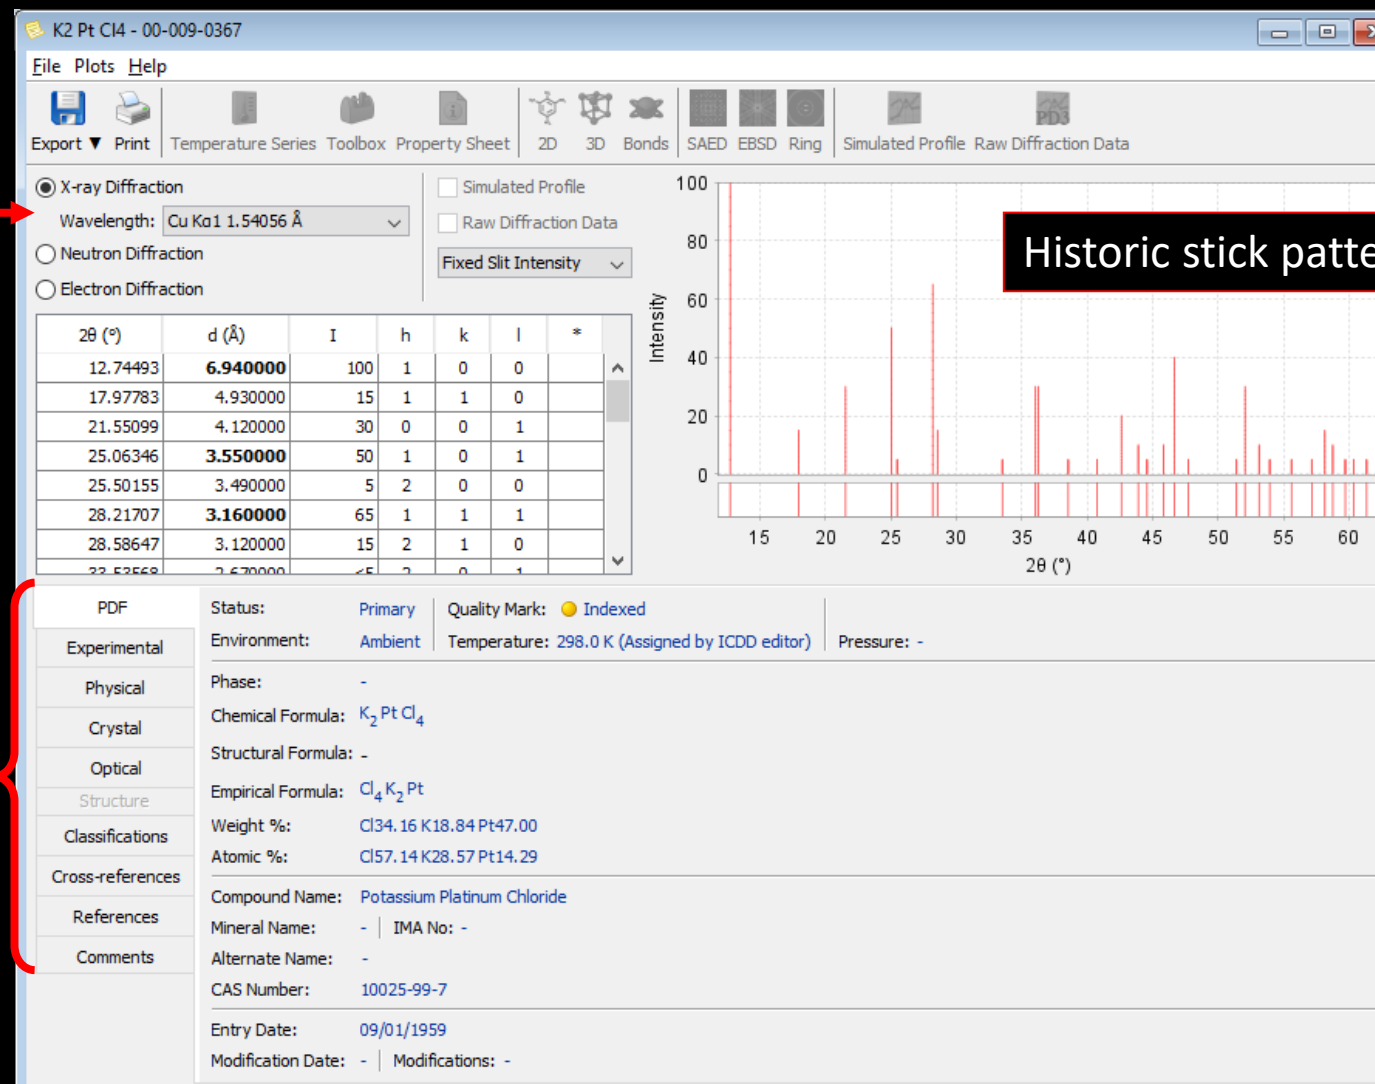 K2 Pt Cl4 - 00-009-0367
File Plots Help
Export ▼ Print Temperature Series Toolbox Property Sheet 2D 3D Bonds SAED EBSD Ring Simulated Profile Raw Diffraction Data
PD3
X-ray Diffraction
Wavelength: Cu Kα1 1.54056 Å
Neutron Diffraction
Electron Diffraction
Simulated Profile
Raw Diffraction Data
Fixed Slit Intensity
2θ (°) d (Å) I h k l *
12.74493 6.940000 100 1 0 0
17.97783 4.930000 15 1 1 0
21.55099 4.120000 30 0 0 1
25.06346 3.550000 50 1 0 1
25.50155 3.490000 5 2 0 0
28.21707 3.160000 65 1 1 1
28.58647 3.120000 15 2 1 0
33.53568 2.670000 <5 2 0 1
Historic stick patte
Intensity
100
80
60
40
20
0
15 20 25 30 35 40 45 50 55 60
2θ (°)
PDF
Experimental
Physical
Crystal
Optical
Structure
Classifications
Cross-references
References
Comments
Status: Primary Quality Mark: Indexed
Environment: Ambient Temperature: 298.0 K (Assigned by ICDD editor) Pressure: -
Phase: -
Chemical Formula: K2 Pt Cl4
Structural Formula: -
Empirical Formula: Cl4 K2 Pt
Weight %: Cl34.16 K18.84 Pt47.00
Atomic %: Cl57.14 K28.57 Pt14.29
Compound Name: Potassium Platinum Chloride
Mineral Name: - IMA No: -
Alternate Name: -
CAS Number: 10025-99-7
Entry Date: 09/01/1959
Modification Date: - Modifications: -